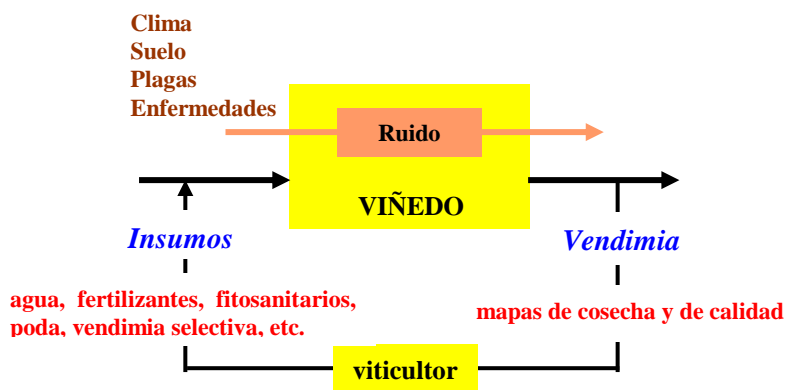 Clima
Suelo
Plagas
Enfermedades
Ruido
VIÑEDO
Insumos
Vendimia
agua, fertilizantes, fitosanitarios,
poda, vendimia selectiva, etc.
mapas de cosecha y de calidad
viticultor